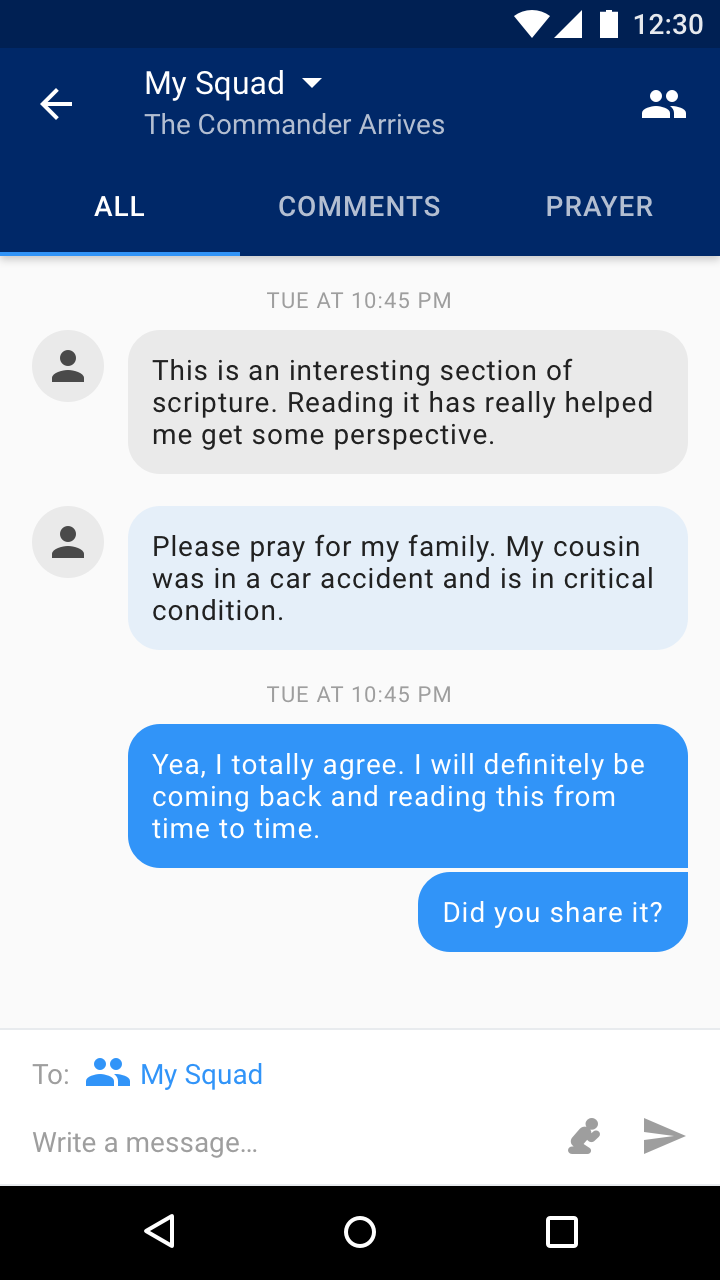 12:30
My Squad
The Commander Arrives
ALL
COMMENTS
PRAYER
TUE AT 10:45 PM
This is an interesting section of
scripture. Reading it has really helped
me get some perspective.
Please pray for my family. My cousin
was in a car accident and is in critical
condition.
TUE AT 10:45 PM
Yea, I totally agree. I will definitely be
coming back and reading this from
time to time.
Did you share it?
To: My Squad
Write a message…